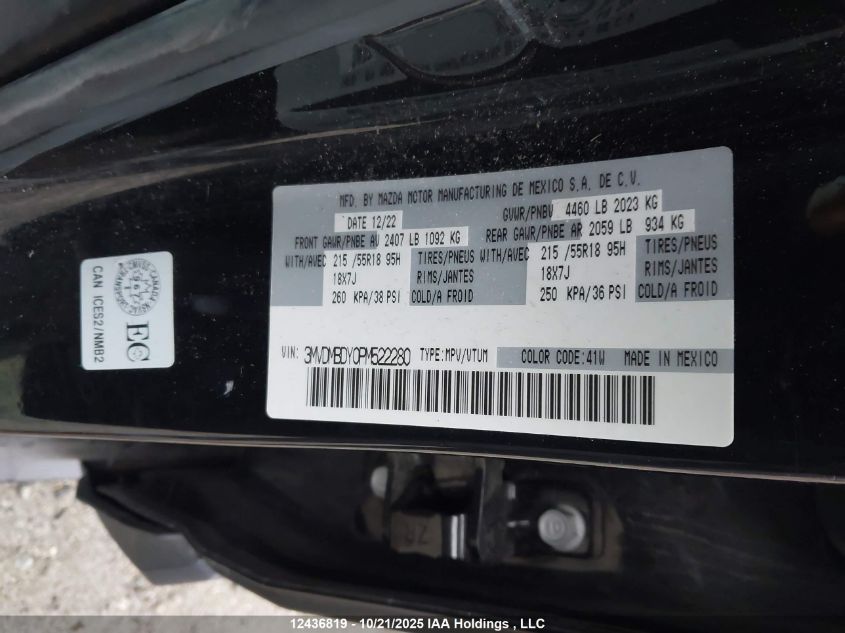 MFD. BY MAZDA MOTOR MANUFACTURING DE MEXICO S.A. DE C.V.
DATE 12/22 GVWR/PNBV 4460 LB 2023 KG
FRONT GAWR/PNBE AV 2407 LB 1092 KG REAR GAWR/PNBE AR 2059 LB 934 KG
WITH/AVEC 215 /55R18 95H TIRES/PNEUS WITH/AVEC 215 /55R18 95H TIRES/PNEUS
18X7J RIMS/JANTES 18X7J RIMS/JANTES
260 KPA/38 PSI COLD/A FROID 250 KPA/36 PSI COLD/A FROID
VIN: 3MVDMBDY0PM522280 TYPE:MPV/VTUM COLOR CODE:41W MADE IN MEXICO
CAN ICES2/NMB2
EC
2R
12436819 - 10/21/2025 IAA Holdings , LLC